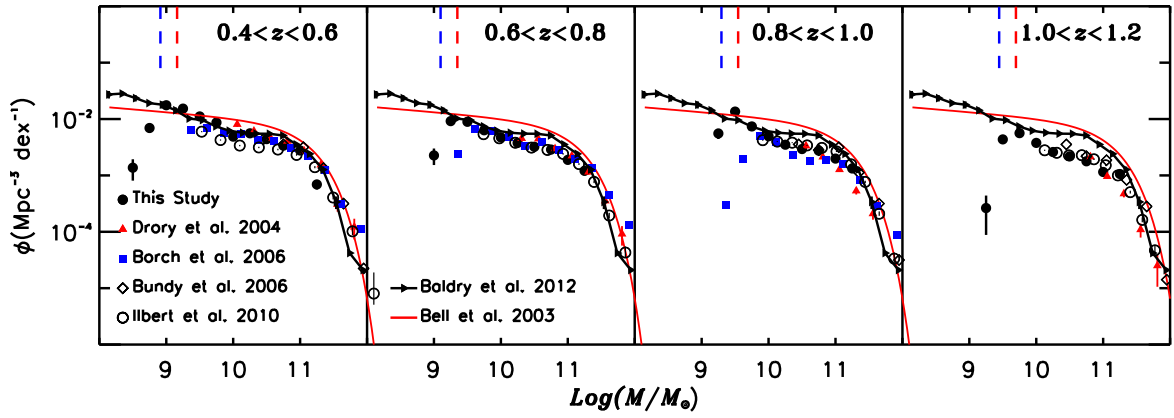 0.4<z<0.6
0.6<z<0.8
0.8<z<1.0
1.0<z<1.2
10⁻²
10⁻⁴
ϕ(Mpc⁻³ dex⁻¹)
This Study
Drory et al. 2004
Borch et al. 2006
Bundy et al. 2006
Ilbert et al. 2010
Baldry et al. 2012
Bell et al. 2003
9 10 11
9 10 11
9 10 11
9 10 11
Log(M/M⊙)